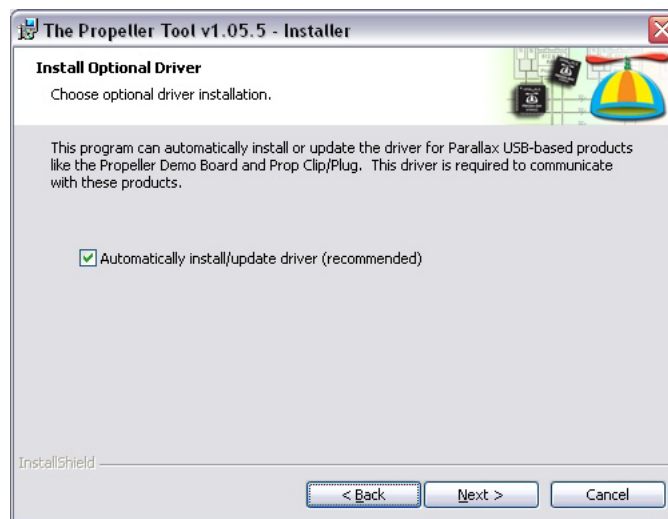 The Propeller Tool v1.05.5 - Installer
Install Optional Driver
Choose optional driver installation.
This program can automatically install or update the driver for Parallax USB-based products
like the Propeller Demo Board and Prop Clip/Plug. This driver is required to communicate
with these products.
Automatically install/update driver (recommended)
InstallShield
< Back
Next >
Cancel